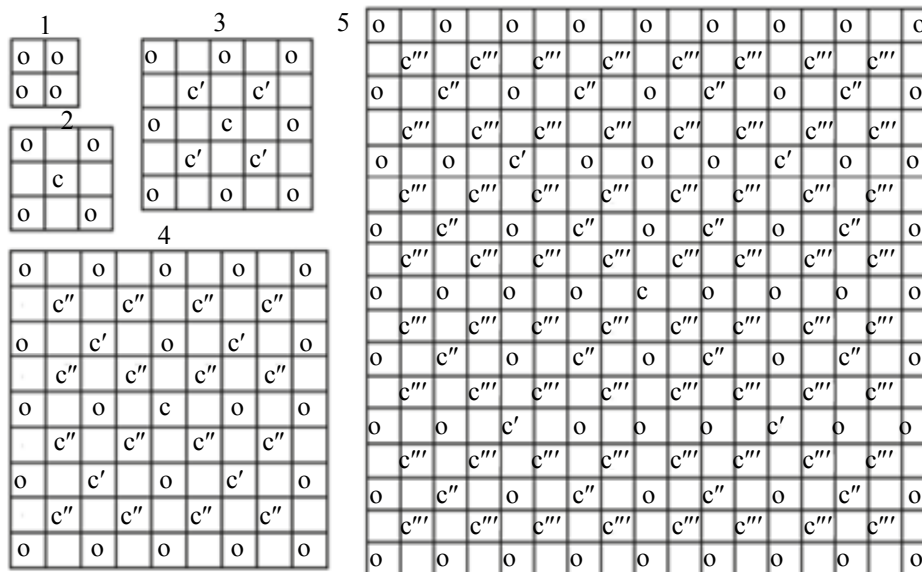 1
o o
o o
2
o o
c
o o
3
o o o
c′ c′
o c o
c′ c′
o o o
4
o o o o o
c″ c″ c″ c″
o c′ o c′ o
c″ c″ c″ c″
o o c o o
c″ c″ c″ c″
o c′ o c′ o
c″ c″ c″ c″
o o o o o
5
o o o o o o o o o
c‴ c‴ c‴ c‴ c‴ c‴ c‴ c‴
o c″ o c″ o c″ o c″ o
c‴ c‴ c‴ c‴ c‴ c‴ c‴ c‴
o o c′ o o o c′ o o
c‴ c‴ c‴ c‴ c‴ c‴ c‴ c‴
o c″ o c″ o c″ o c″ o
c‴ c‴ c‴ c‴ c‴ c‴ c‴ c‴
o o o o c o o o o
c‴ c‴ c‴ c‴ c‴ c‴ c‴ c‴
o c″ o c″ o c″ o c″ o
c‴ c‴ c‴ c‴ c‴ c‴ c‴ c‴
o o c′ o o o c′ o o
c‴ c‴ c‴ c‴ c‴ c‴ c‴ c‴
o c″ o c″ o c″ o c″ o
c‴ c‴ c‴ c‴ c‴ c‴ c‴ c‴
o o o o o o o o o